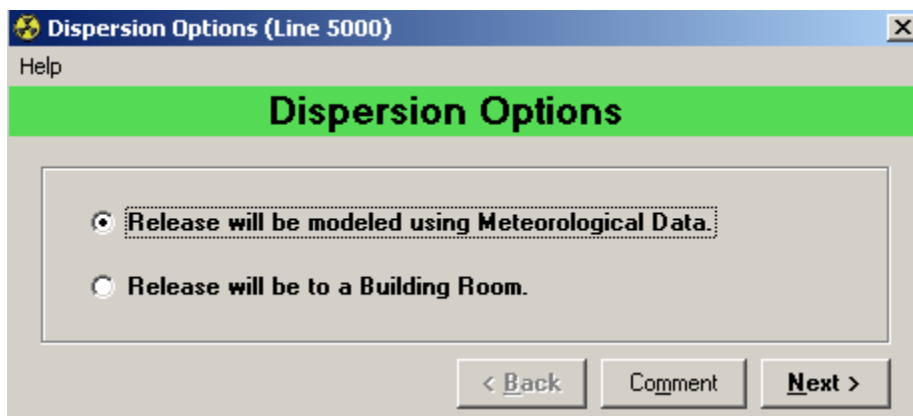 Dispersion Options (Line 5000)
Help
Dispersion Options
Release will be modeled using Meteorological Data.
Release will be to a Building Room.
< Back Comment Next >